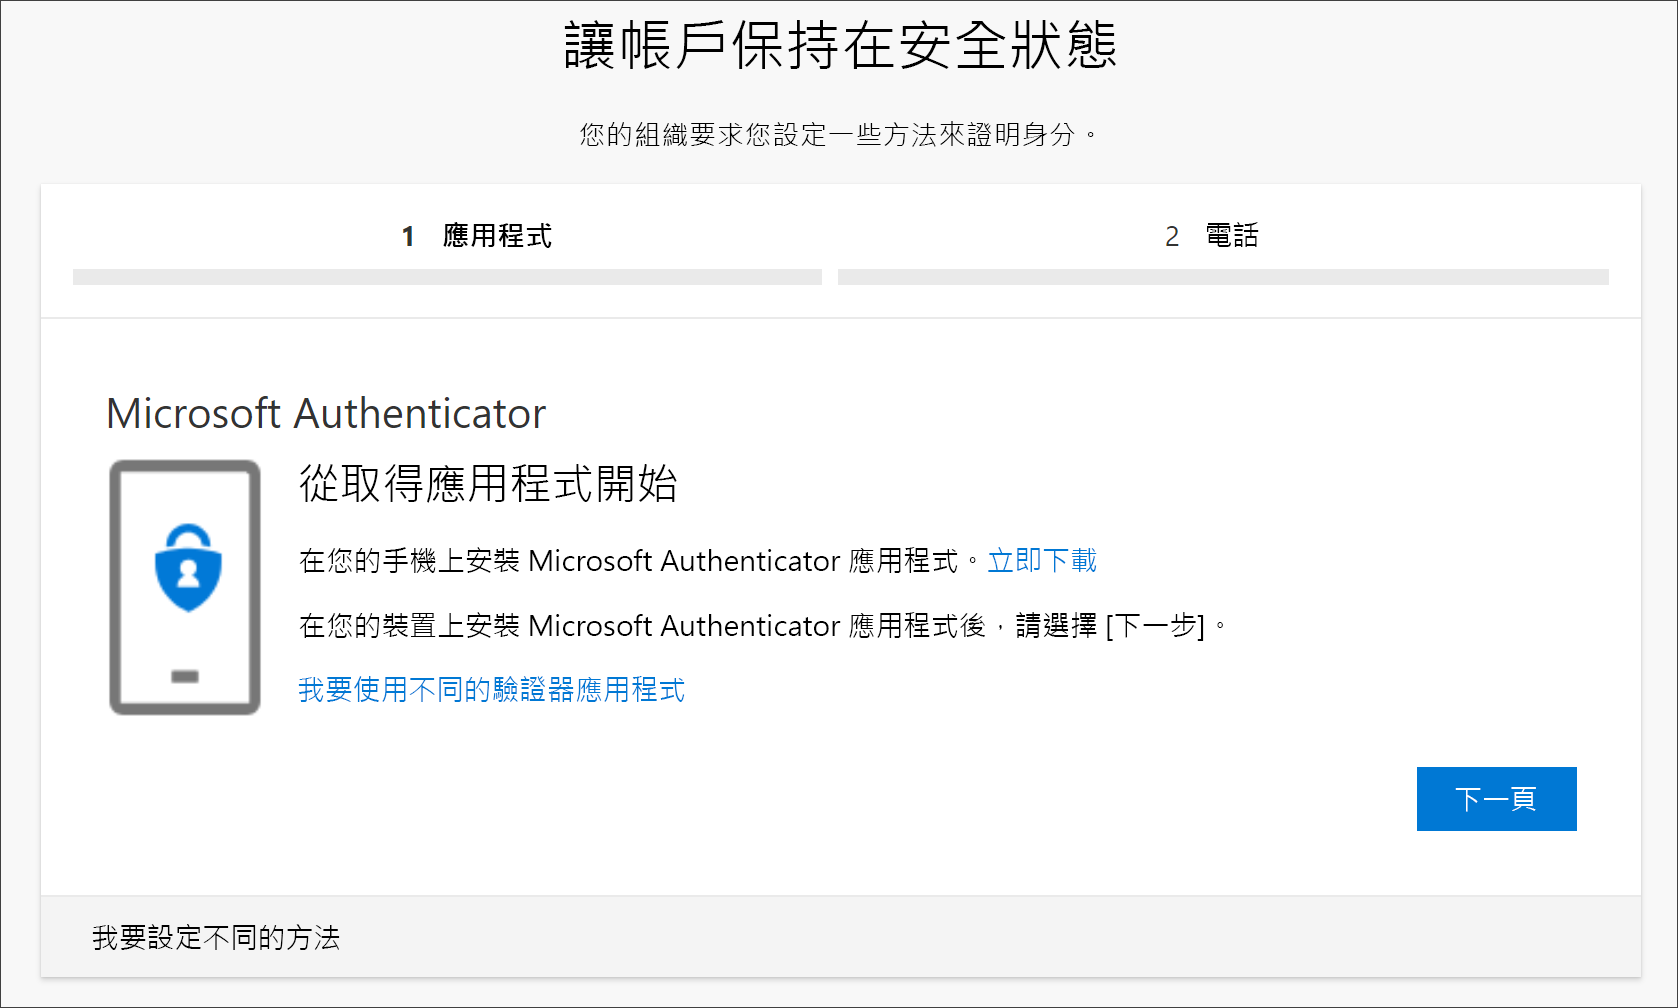 讓帳戶保持在安全狀態
您的組織要求您設定一些方法來證明身分。
1 應用程式
2 電話
Microsoft Authenticator
從取得應用程式開始
在您的手機上安裝 Microsoft Authenticator 應用程式。立即下載
在您的裝置上安裝 Microsoft Authenticator 應用程式後，請選擇 [下一步]。
我要使用不同的驗證器應用程式
下一頁
我要設定不同的方法